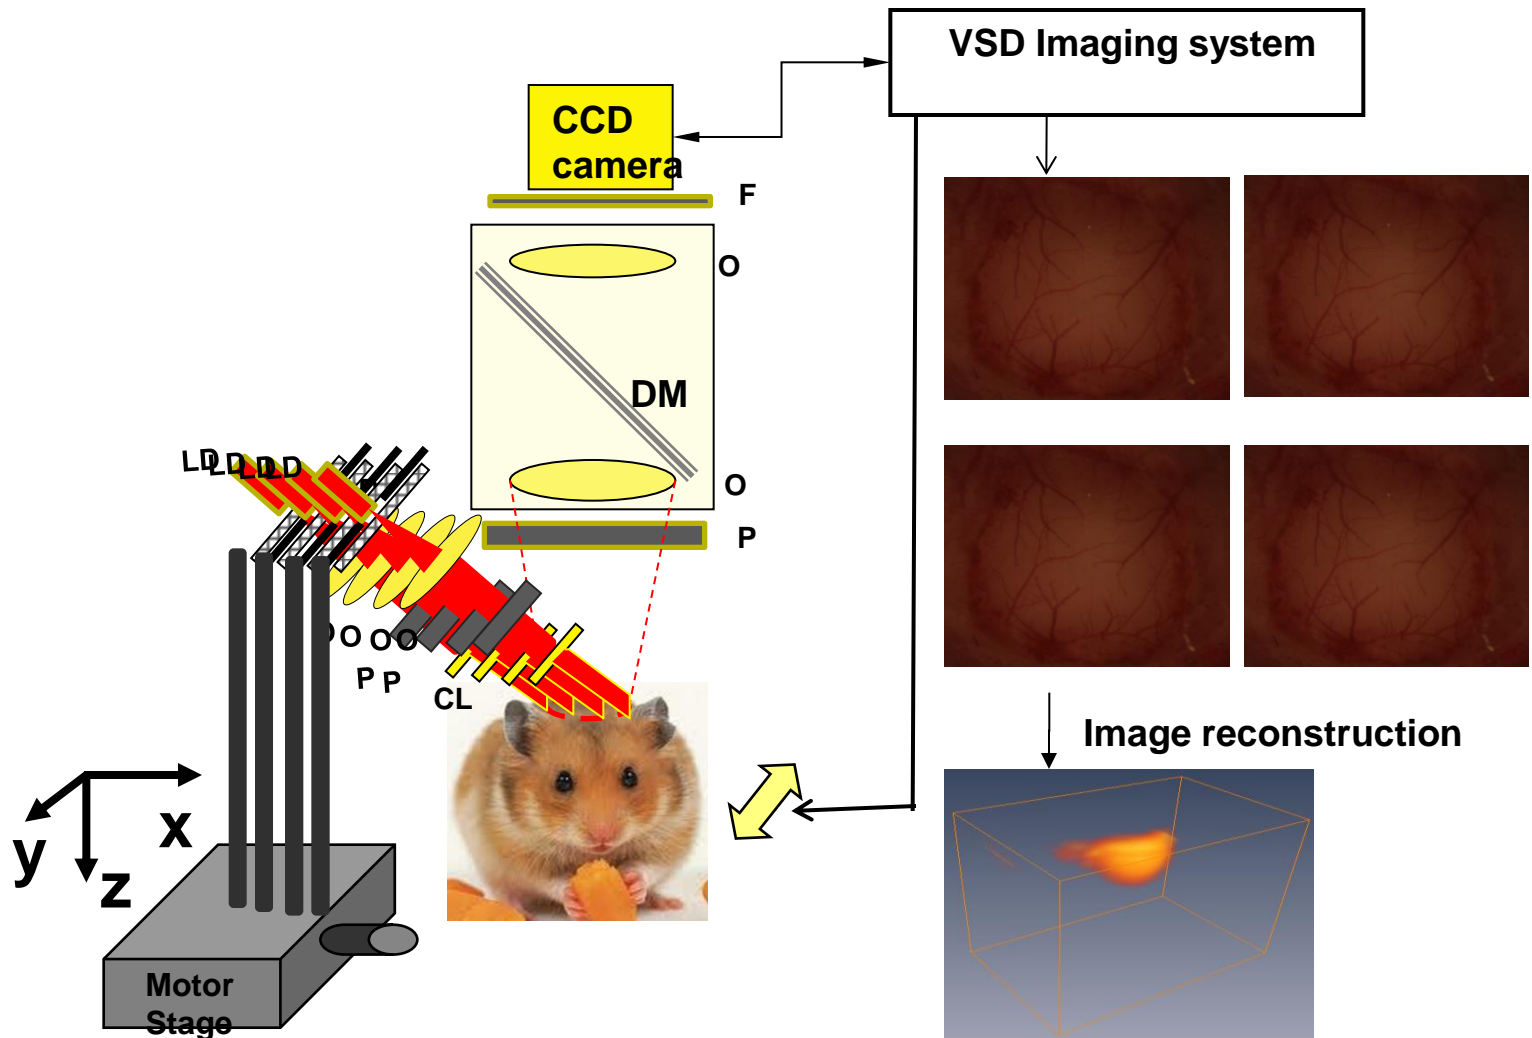 VSD Imaging system
CCD
camera
F
O
DM
O
P
LD
LD
LD
LD
O
O
O
O
P
P
CL
Image reconstruction
x
y
z
Motor
Stage